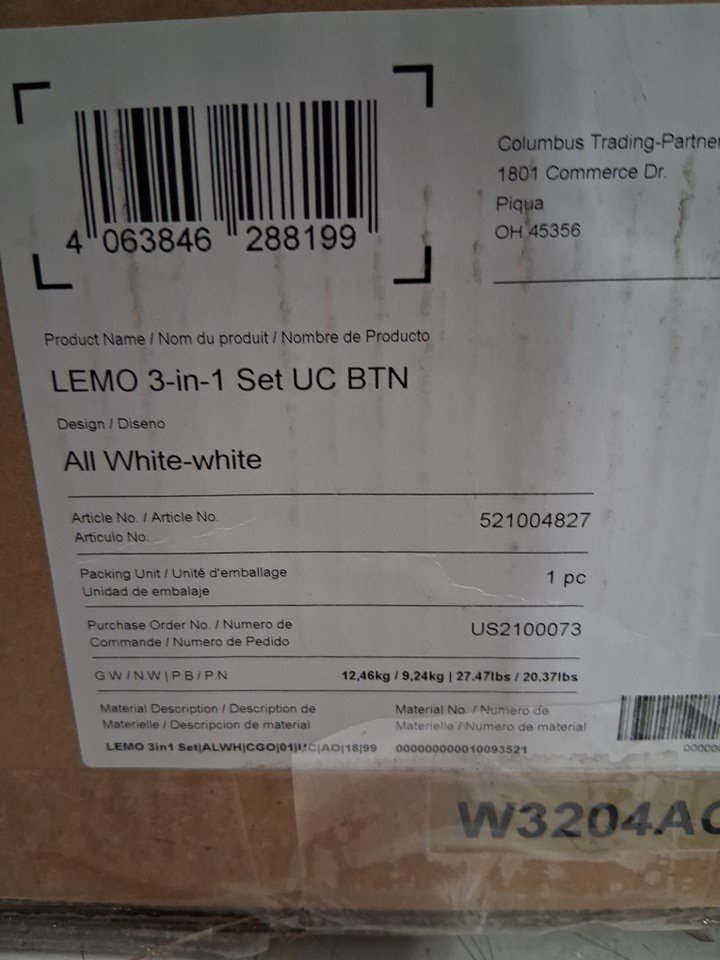 4 063846 288199
Columbus Trading-Partner
1801 Commerce Dr.
Piqua
OH 45356
Product Name / Nom du produit / Nombre de Producto
LEMO 3-in-1 Set UC BTN
Design / Diseno
All White-white
Article No. / Article No.
Articulo No.
521004827
Packing Unit / Unité d'emballage
Unidad de embalaje
1 pc
Purchase Order No. / Numero de
Commande / Numero de Pedido
US2100073
G.W / N.W | P.B / P.N
12,46kg / 9,24kg | 27.47lbs / 20.37lbs
Material Description / Description de
Materielle / Descripcion de material
Material No. / Numero de
Materielle / Numero de material
LEMO 3in1 Set|ALWH|CGO|01|UC|AO|18|99
000000000010093521
00000
W3204AC